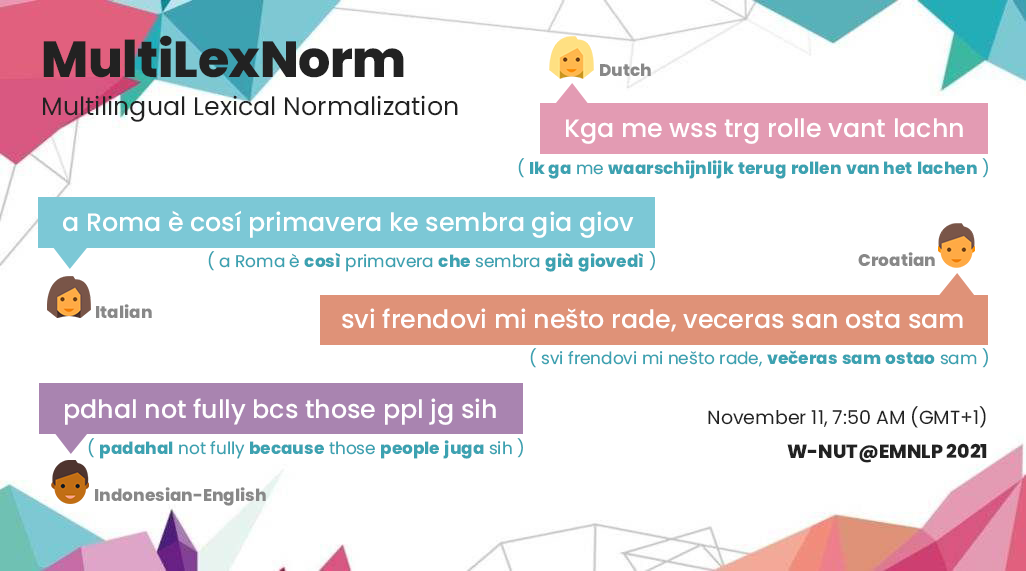 MultiLexNorm
Multilingual Lexical Normalization
Dutch
Kga me wss trg rolle vant lachn
( Ik ga me waarschijnlijk terug rollen van het lachen )
a Roma è cosí primavera ke sembra gia giov
( a Roma è così primavera che sembra già giovedì )
Italian
Croatian
svi frendovi mi nešto rade, veceras san osta sam
( svi frendovi mi nešto rade, večeras sam ostao sam )
pdhal not fully bcs those ppl jg sih
( padahal not fully because those people juga sih )
Indonesian-English
November 11, 7:50 AM (GMT+1)
W-NUT@EMNLP 2021